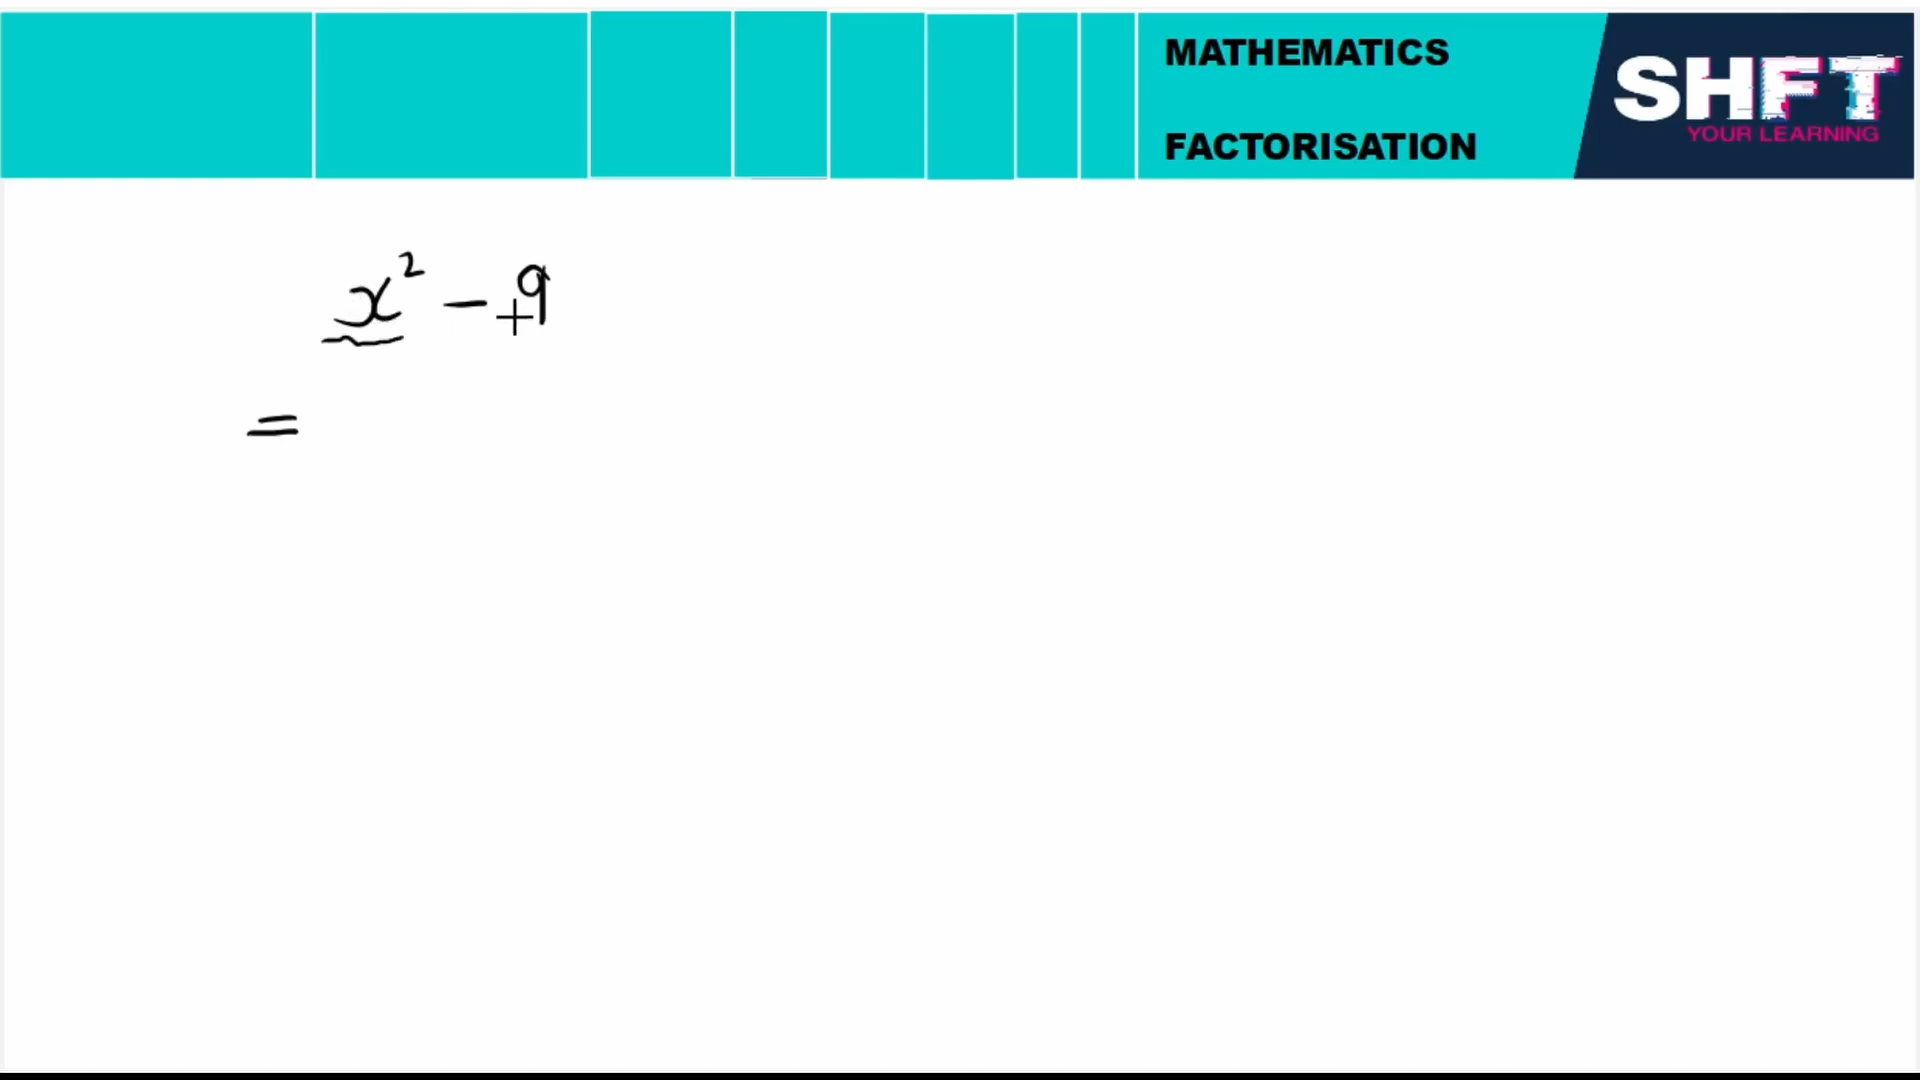 MATHEMATICS
FACTORISATION
SHFT
YOUR LEARNING
x² - 9
=